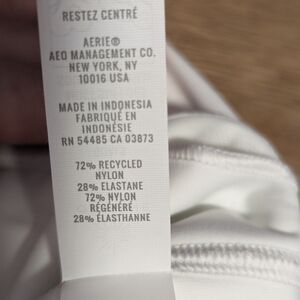 RESTEZ CENTRÉ
AERIE®
AEO MANAGEMENT CO.
NEW YORK, NY
10016 USA
MADE IN INDONESIA
FABRIQUÉ EN
INDONÉSIE
RN 54485 CA 03873
72% RECYCLED
NYLON
28% ELASTANE
72% NYLON
RÉGÉNÉRÉ
28% ÉLASTHANNE